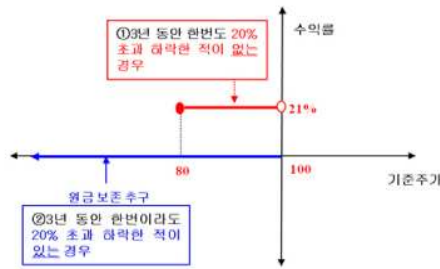 수익률
①3년 동안 한번도 20%
초과 하락한 적이 없는
경우
21%
80
100
기준주가
원금 보존 추구
②3년 동안 한번이라도
20% 초과 하락한 적이
있는 경우